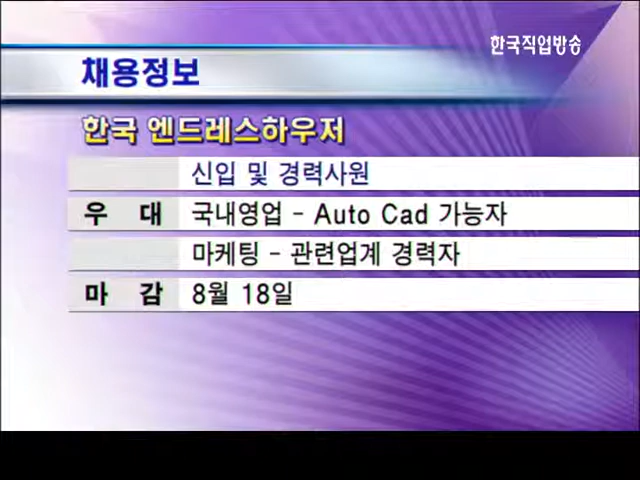 한국직업방송
채용정보
한국 엔드레스하우저
신입 및 경력사원
우 대 국내영업 - Auto Cad 가능자
마케팅 - 관련업계 경력자
마 감 8월 18일